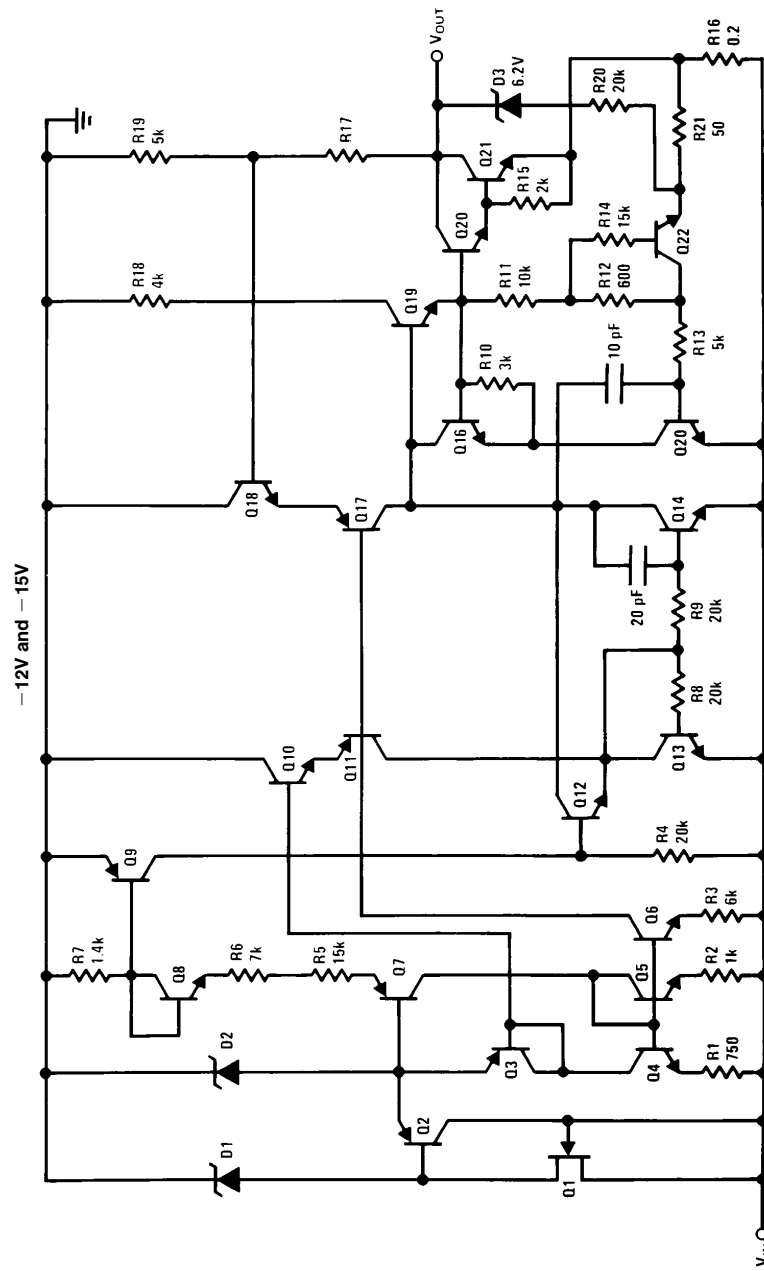 −12V and −15V
D1
Q2
Q1
D2
Q3
Q4
R1
750
R7
1.4k
Q8
R6
7k
R5
15k
Q7
Q5
R2
1k
Q6
R3
6k
Q9
R4
20k
Q12
Q10
Q11
Q13
R8
20k
R9
20k
20 pF
Q14
Q18
Q17
Q16
R10
3k
10 pF
Q20
R13
5k
R18
4k
Q19
R11
10k
R12
600
R14
15k
Q22
Q20
R15
2k
Q21
R19
5k
R17
VOUT
D3
6.2V
R20
20k
R21
50
R16
0.2